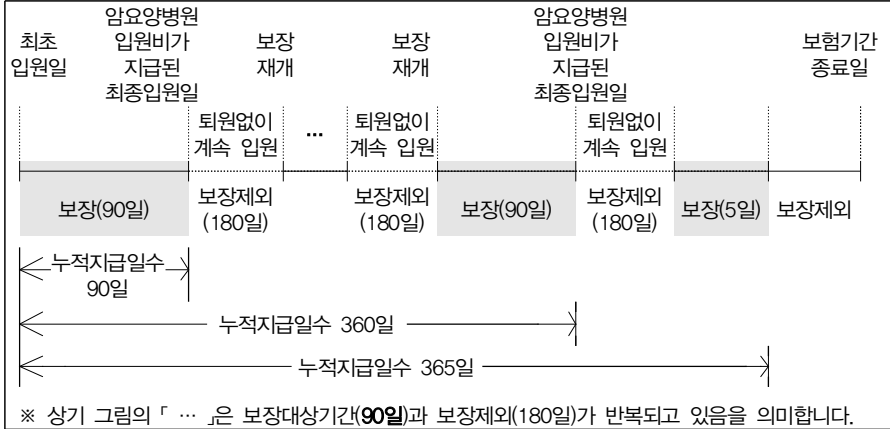 최초
입원일
암요양병원
입원비가
지급된
최종입원일
보장
재개
보장
재개
암요양병원
입원비가
지급된
최종입원일
보험기간
종료일
퇴원없이
계속 입원
...
퇴원없이
계속 입원
퇴원없이
계속 입원
보장(90일)
보장제외
(180일)
보장제외
(180일)
보장(90일)
보장제외
(180일)
보장(5일)
보장제외
누적지급일수
90일
누적지급일수 360일
누적지급일수 365일
※ 상기 그림의「 … 」은 보장대상기간(90일)과 보장제외(180일)가 반복되고 있음을 의미합니다.